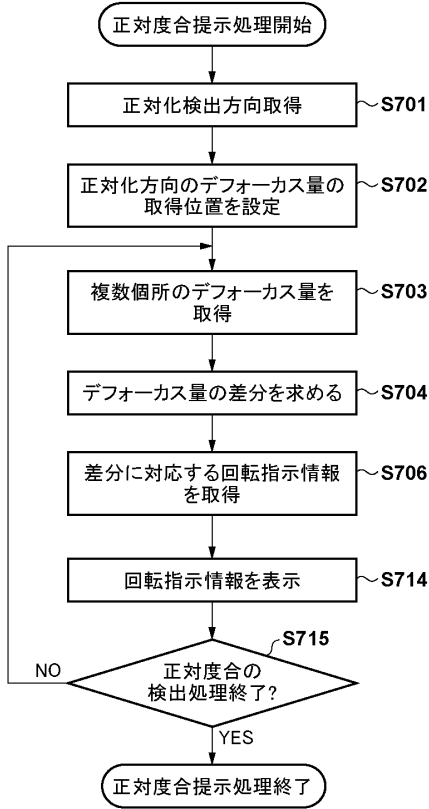 正対度合提示処理開始
正対化検出方向取得
S701
正対化方向のデフォーカス量の
取得位置を設定
S702
複数個所のデフォーカス量を
取得
S703
デフォーカス量の差分を求める
S704
差分に対応する回転指示情報
を取得
S706
回転指示情報を表示
S714
S715
正対度合の
検出処理終了?
NO
YES
正対度合提示処理終了